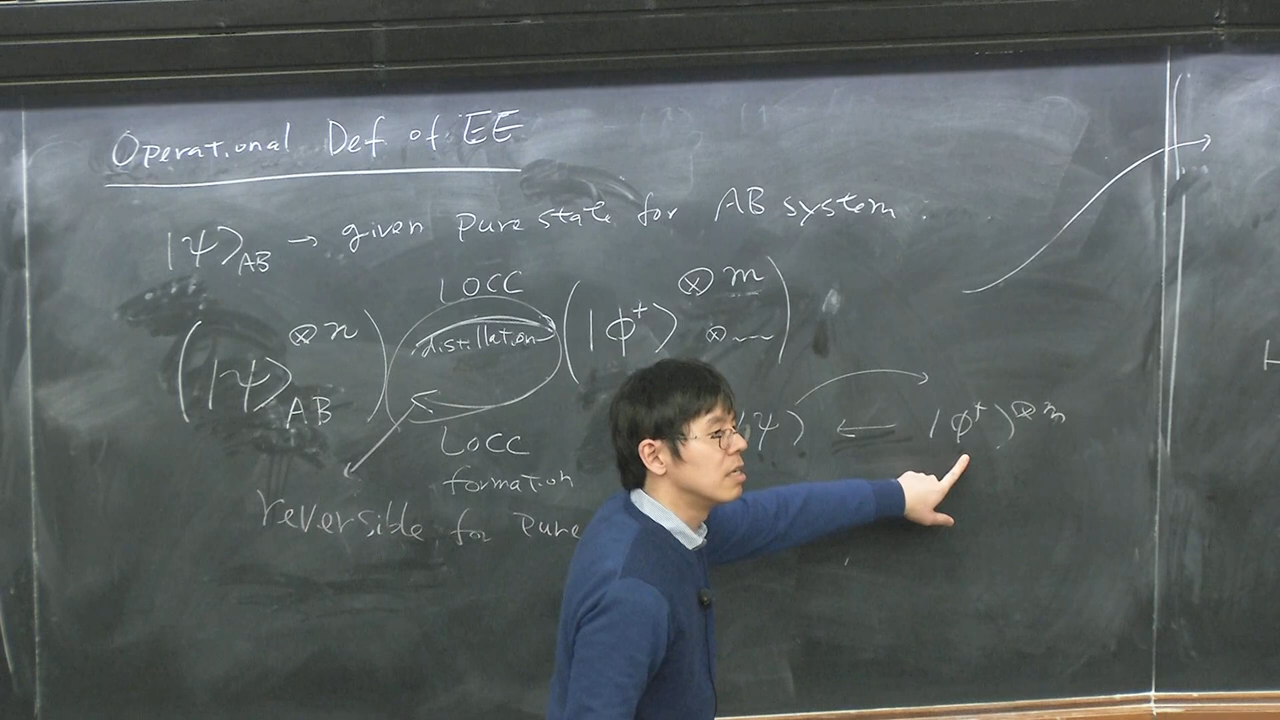 Operational Def of EE
|ψ⟩AB → given pure state for AB system.
LOCC
(|ψ⟩AB ⊗n) distillation (|ϕ+⟩ ⊗m)
LOCC
formation
|ψ⟩ ← |ϕ+⟩⊗m
reversible for pure